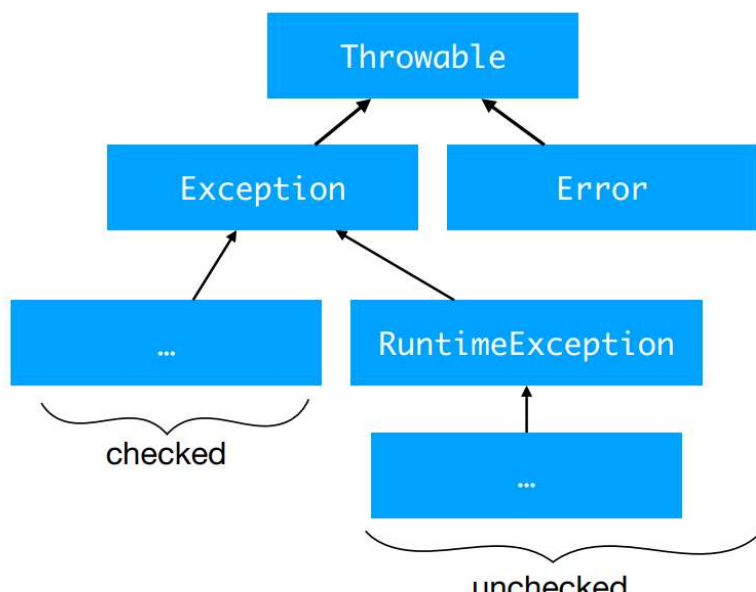 Throwable
Exception
Error
…
RuntimeException
checked
…
unchecked